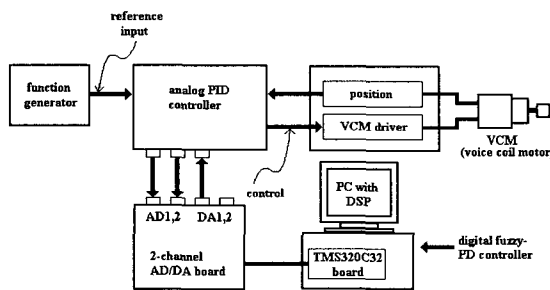 reference
input
function
generator
analog PID
controller
position
VCM driver
VCM
(voice coil motor)
control
AD1,2 DA1,2
2-channel
AD/DA board
PC with
DSP
TMS320C32
board
digital fuzzy-
PD controller